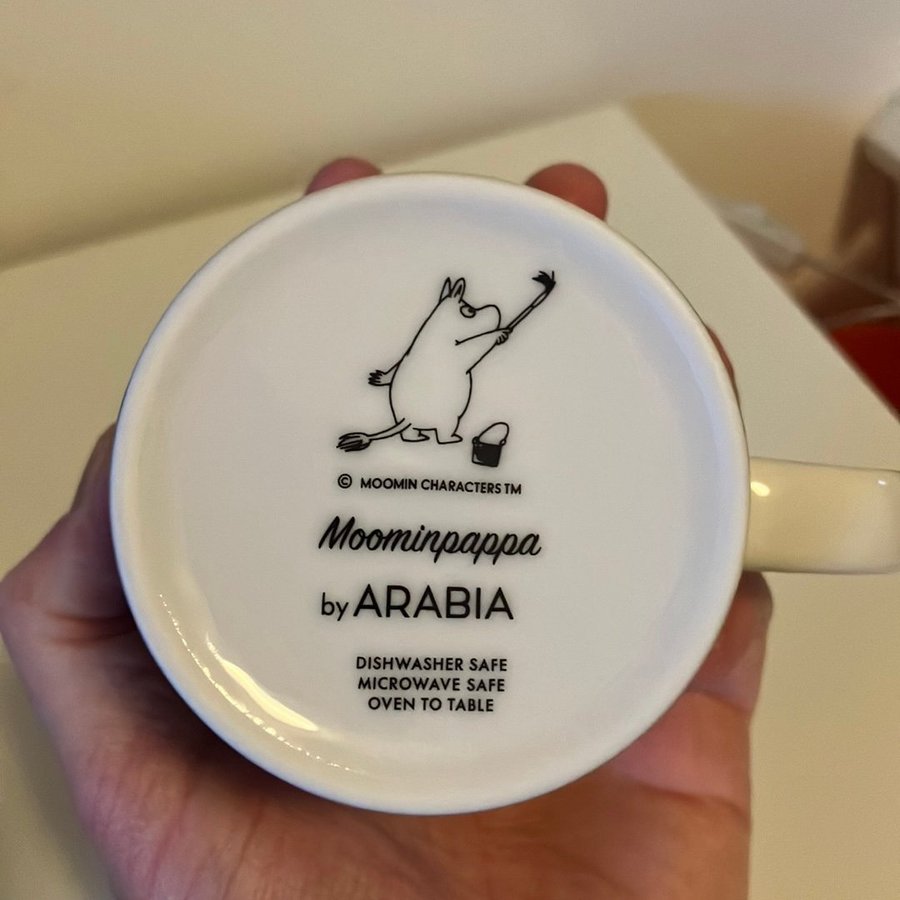 © MOOMIN CHARACTERS TM
Moominpappa
by ARABIA
DISHWASHER SAFE
MICROWAVE SAFE
OVEN TO TABLE